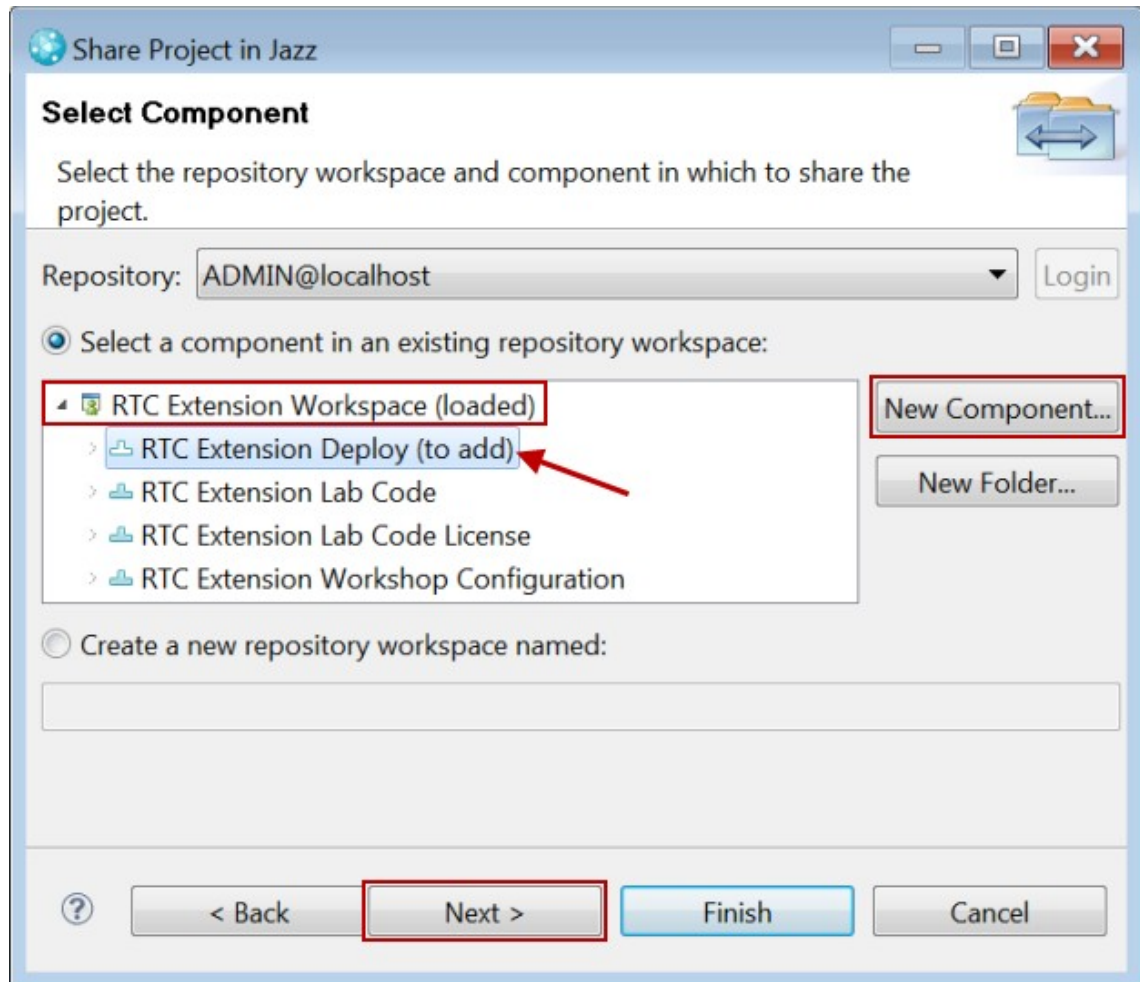 Share Project in Jazz
Select Component
Select the repository workspace and component in which to share the
project.
Repository: ADMIN@localhost Login
Select a component in an existing repository workspace:
RTC Extension Workspace (loaded)
New Component...
RTC Extension Deploy (to add)
RTC Extension Lab Code
New Folder...
RTC Extension Lab Code License
RTC Extension Workshop Configuration
Create a new repository workspace named:
? < Back Next > Finish Cancel